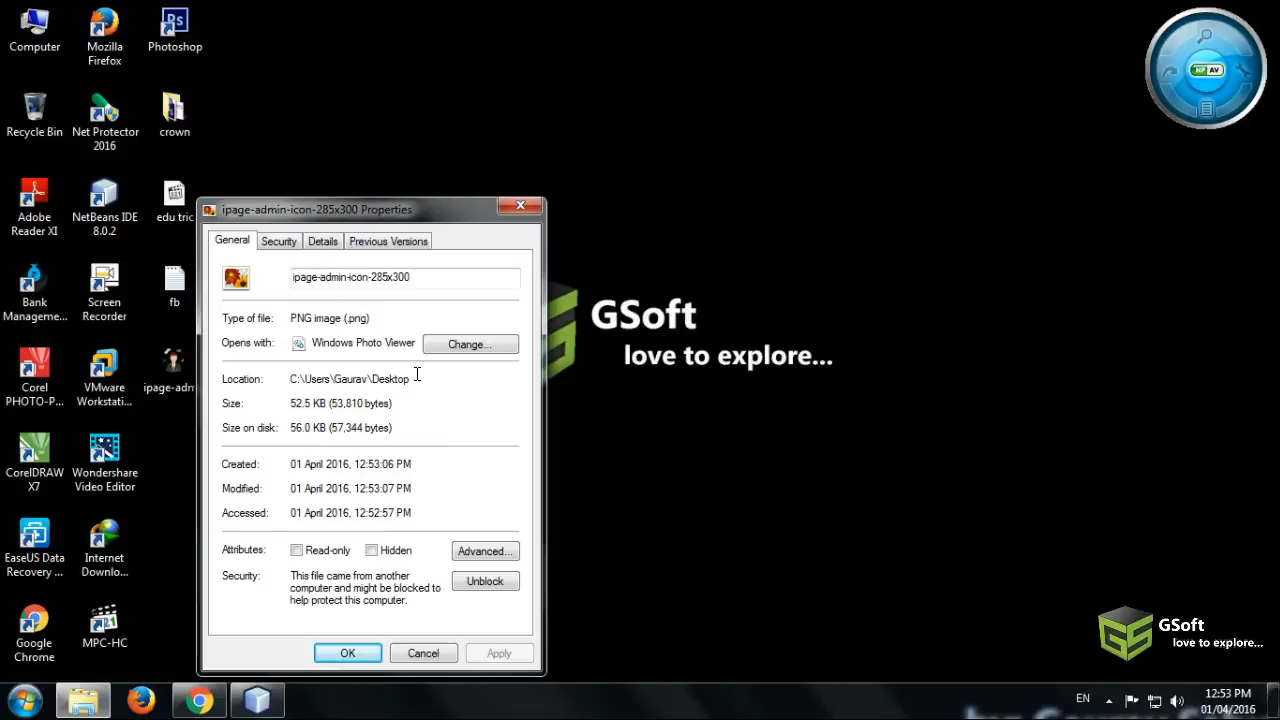 Computer
Mozilla
Firefox
Photoshop
Ps
Recycle Bin
Net Protector
2016
crown
Adobe
Reader XI
NetBeans IDE
8.0.2
edu tric
Bank
Manageme...
Screen
Recorder
fb
Corel
PHOTO-P...
VMware
Workstati...
ipage-adm
CorelDRAW
X7
Wondershare
Video Editor
EaseUS Data
Recovery ...
Internet
Downlo...
Google
Chrome
MPC-HC
ipage-admin-icon-285x300 Properties
General
Security
Details
Previous Versions
ipage-admin-icon-285x300
Type of file: PNG image (.png)
Opens with: Windows Photo Viewer
Change...
Location: C:\Users\Gaurav\Desktop
Size: 52.5 KB (53,810 bytes)
Size on disk: 56.0 KB (57,344 bytes)
Created: 01 April 2016, 12:53:06 PM
Modified: 01 April 2016, 12:53:07 PM
Accessed: 01 April 2016, 12:52:57 PM
Attributes: Read-only Hidden
Advanced...
Security: This file came from another
computer and might be blocked to
help protect this computer.
Unblock
OK
Cancel
Apply
GSoft
love to explore...
NP AV
GSoft
love to explore...
EN
12:53 PM
01/04/2016